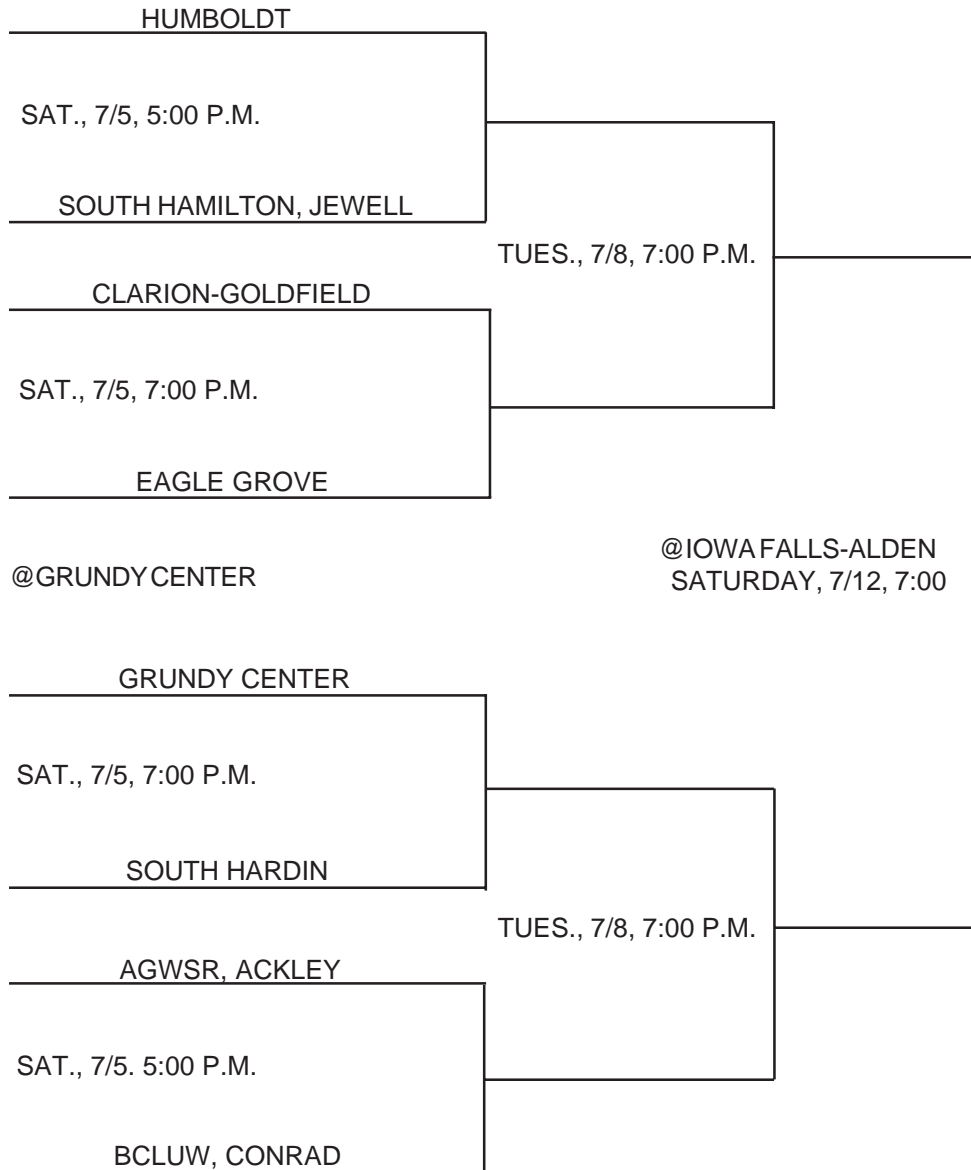 HUMBOLDT
SAT., 7/5, 5:00 P.M.
SOUTH HAMILTON, JEWELL
TUES., 7/8, 7:00 P.M.
CLARION-GOLDFIELD
SAT., 7/5, 7:00 P.M.
EAGLE GROVE
@IOWA FALLS-ALDEN
SATURDAY, 7/12, 7:00
@GRUNDY CENTER
GRUNDY CENTER
SAT., 7/5, 7:00 P.M.
SOUTH HARDIN
TUES., 7/8, 7:00 P.M.
AGWSR, ACKLEY
SAT., 7/5. 5:00 P.M.
BCLUW, CONRAD